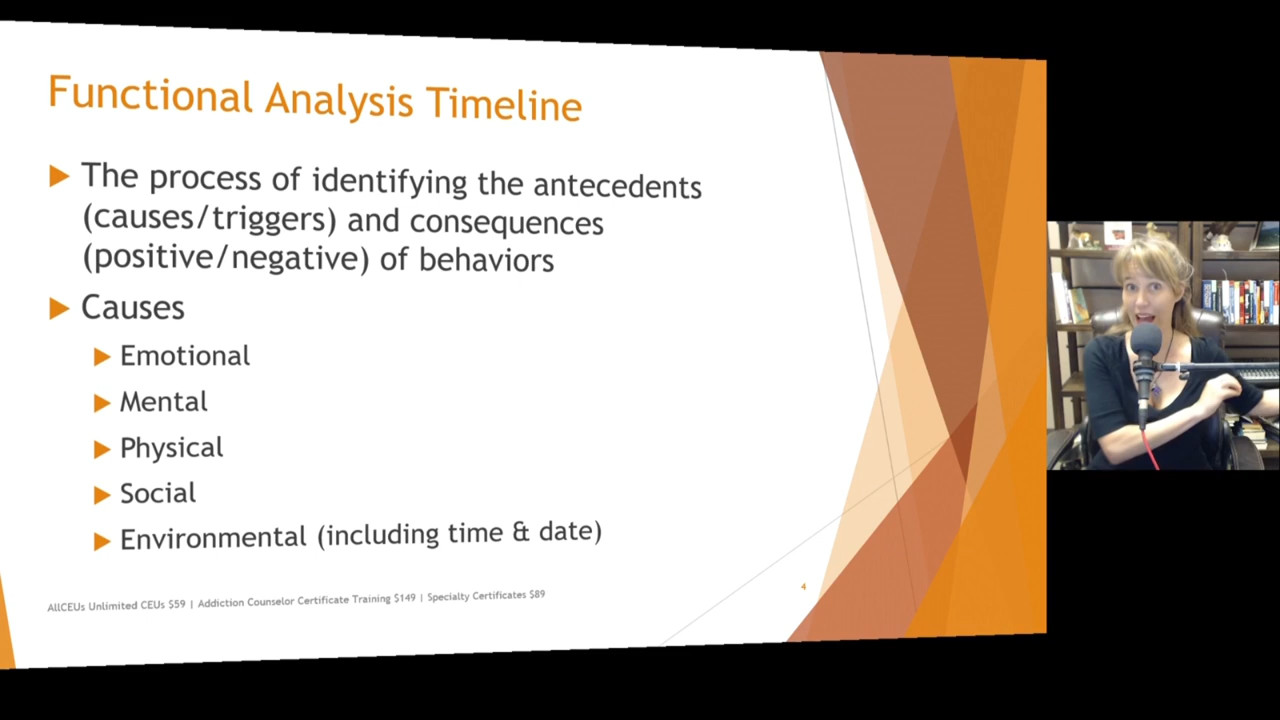 Functional Analysis Timeline
The process of identifying the antecedents
(causes/triggers) and consequences
(positive/negative) of behaviors
Causes
Emotional
Mental
Physical
Social
Environmental (including time & date)
AllCEUs Unlimited CEUs $59 | Addiction Counselor Certificate Training $149 | Specialty Certificates $89
4